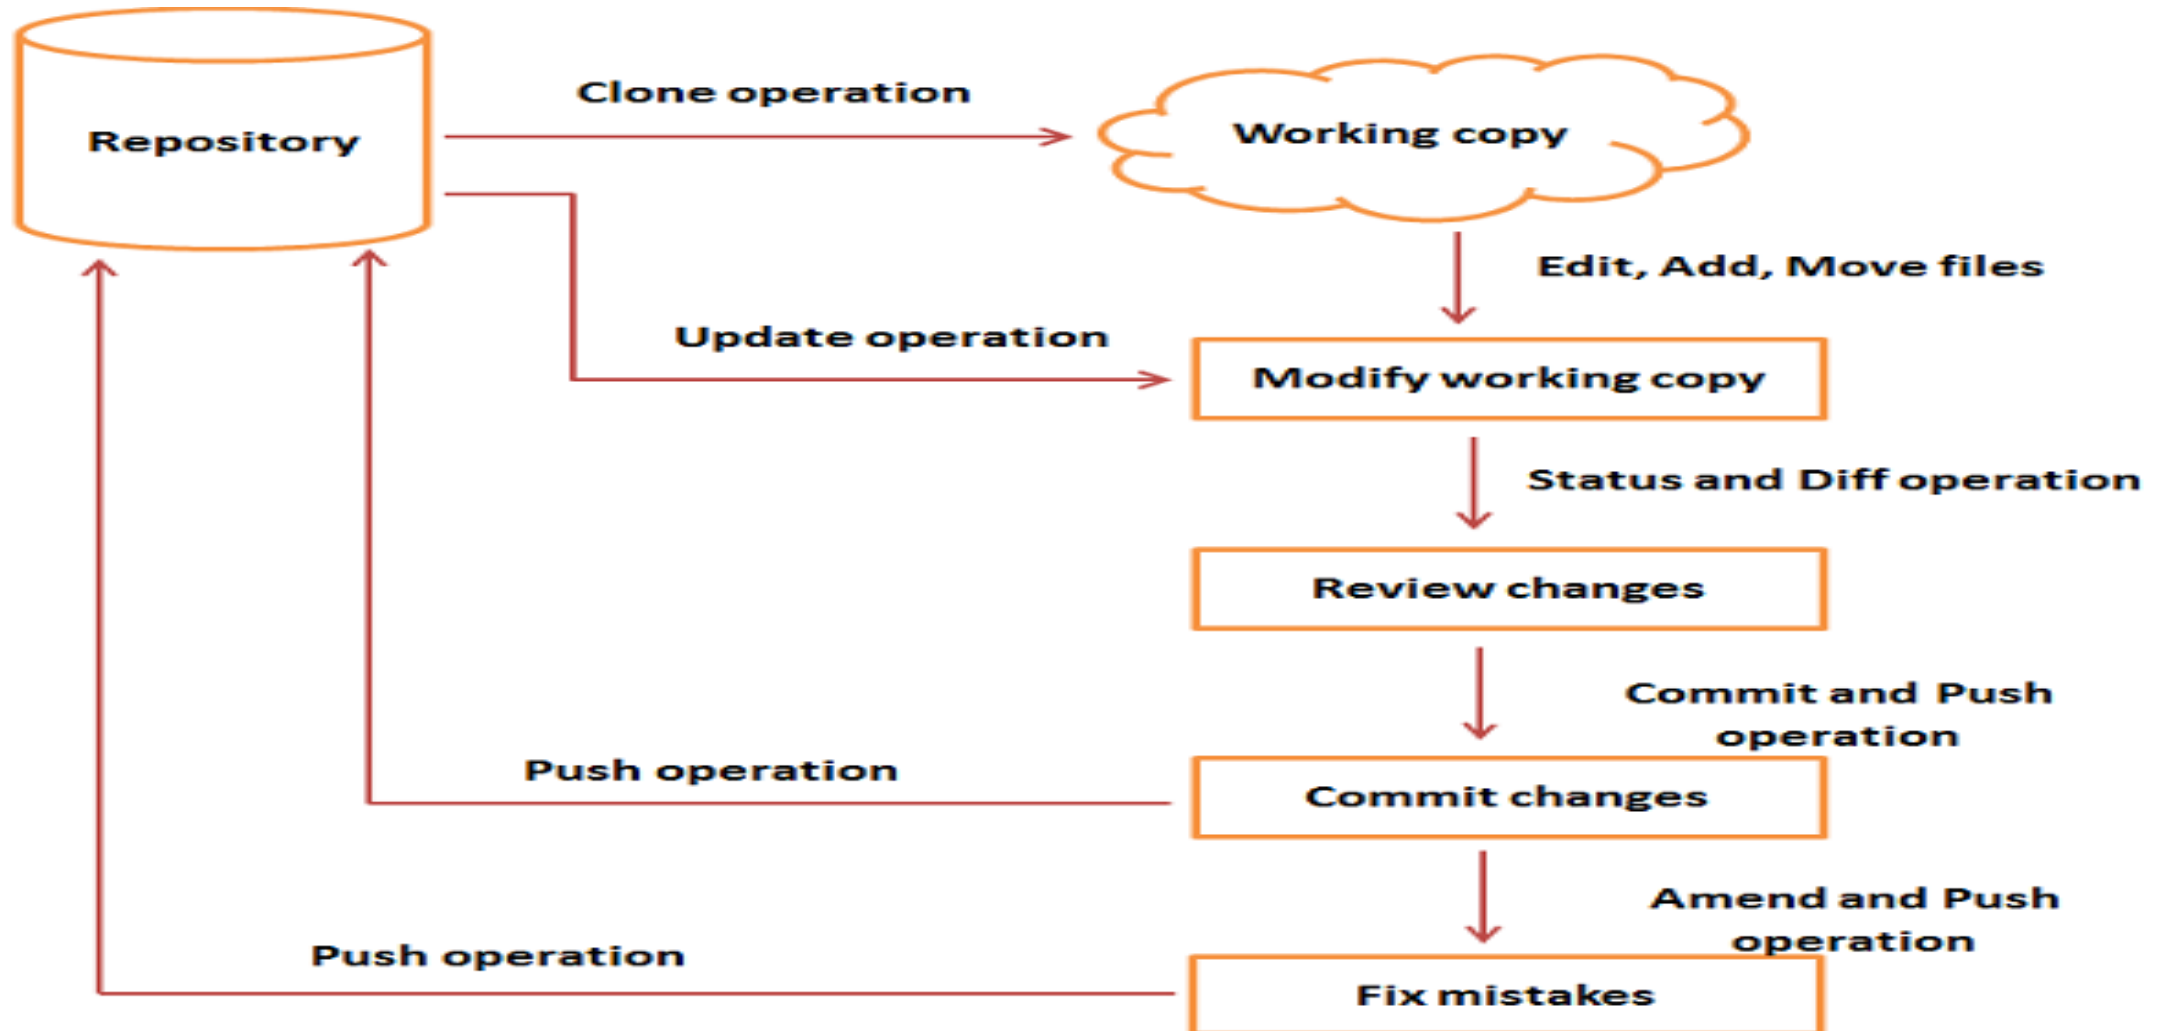 Clone operation
Repository
Working copy
Edit, Add, Move files
Update operation
Modify working copy
Status and Diff operation
Review changes
Commit and Push
operation
Push operation
Commit changes
Amend and Push
operation
Push operation
Fix mistakes